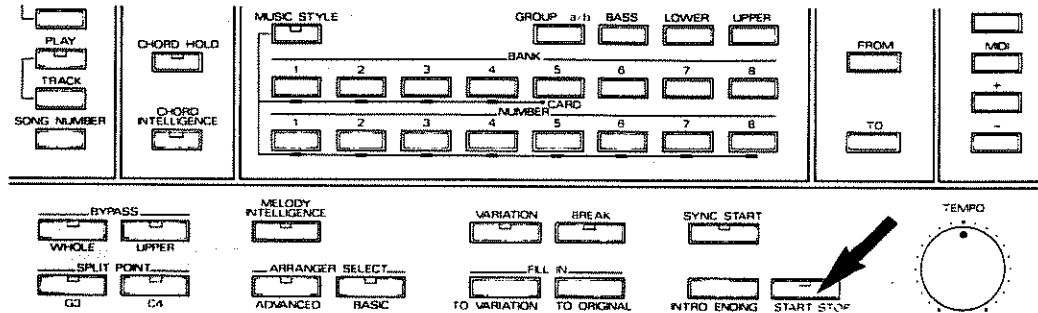 MUSIC STYLE GROUP a/b BASS LOWER UPPER
PLAY CHORD HOLD FROM MIDI
BANK
1 2 3 4 5 6 7 8
TRACK +
CARD
CHORD INTELLIGENCE NUMBER
SONG NUMBER 1 2 3 4 5 6 7 8 TO -
BYPASS MELODY INTELLIGENCE VARIATION BREAK SYNC START TEMPO
WHOLE UPPER
SPLIT POINT ARRANGER SELECT FILL IN
G3 C4 ADVANCED BASIC TO VARIATION TO ORIGINAL INTRO ENDING START STOP